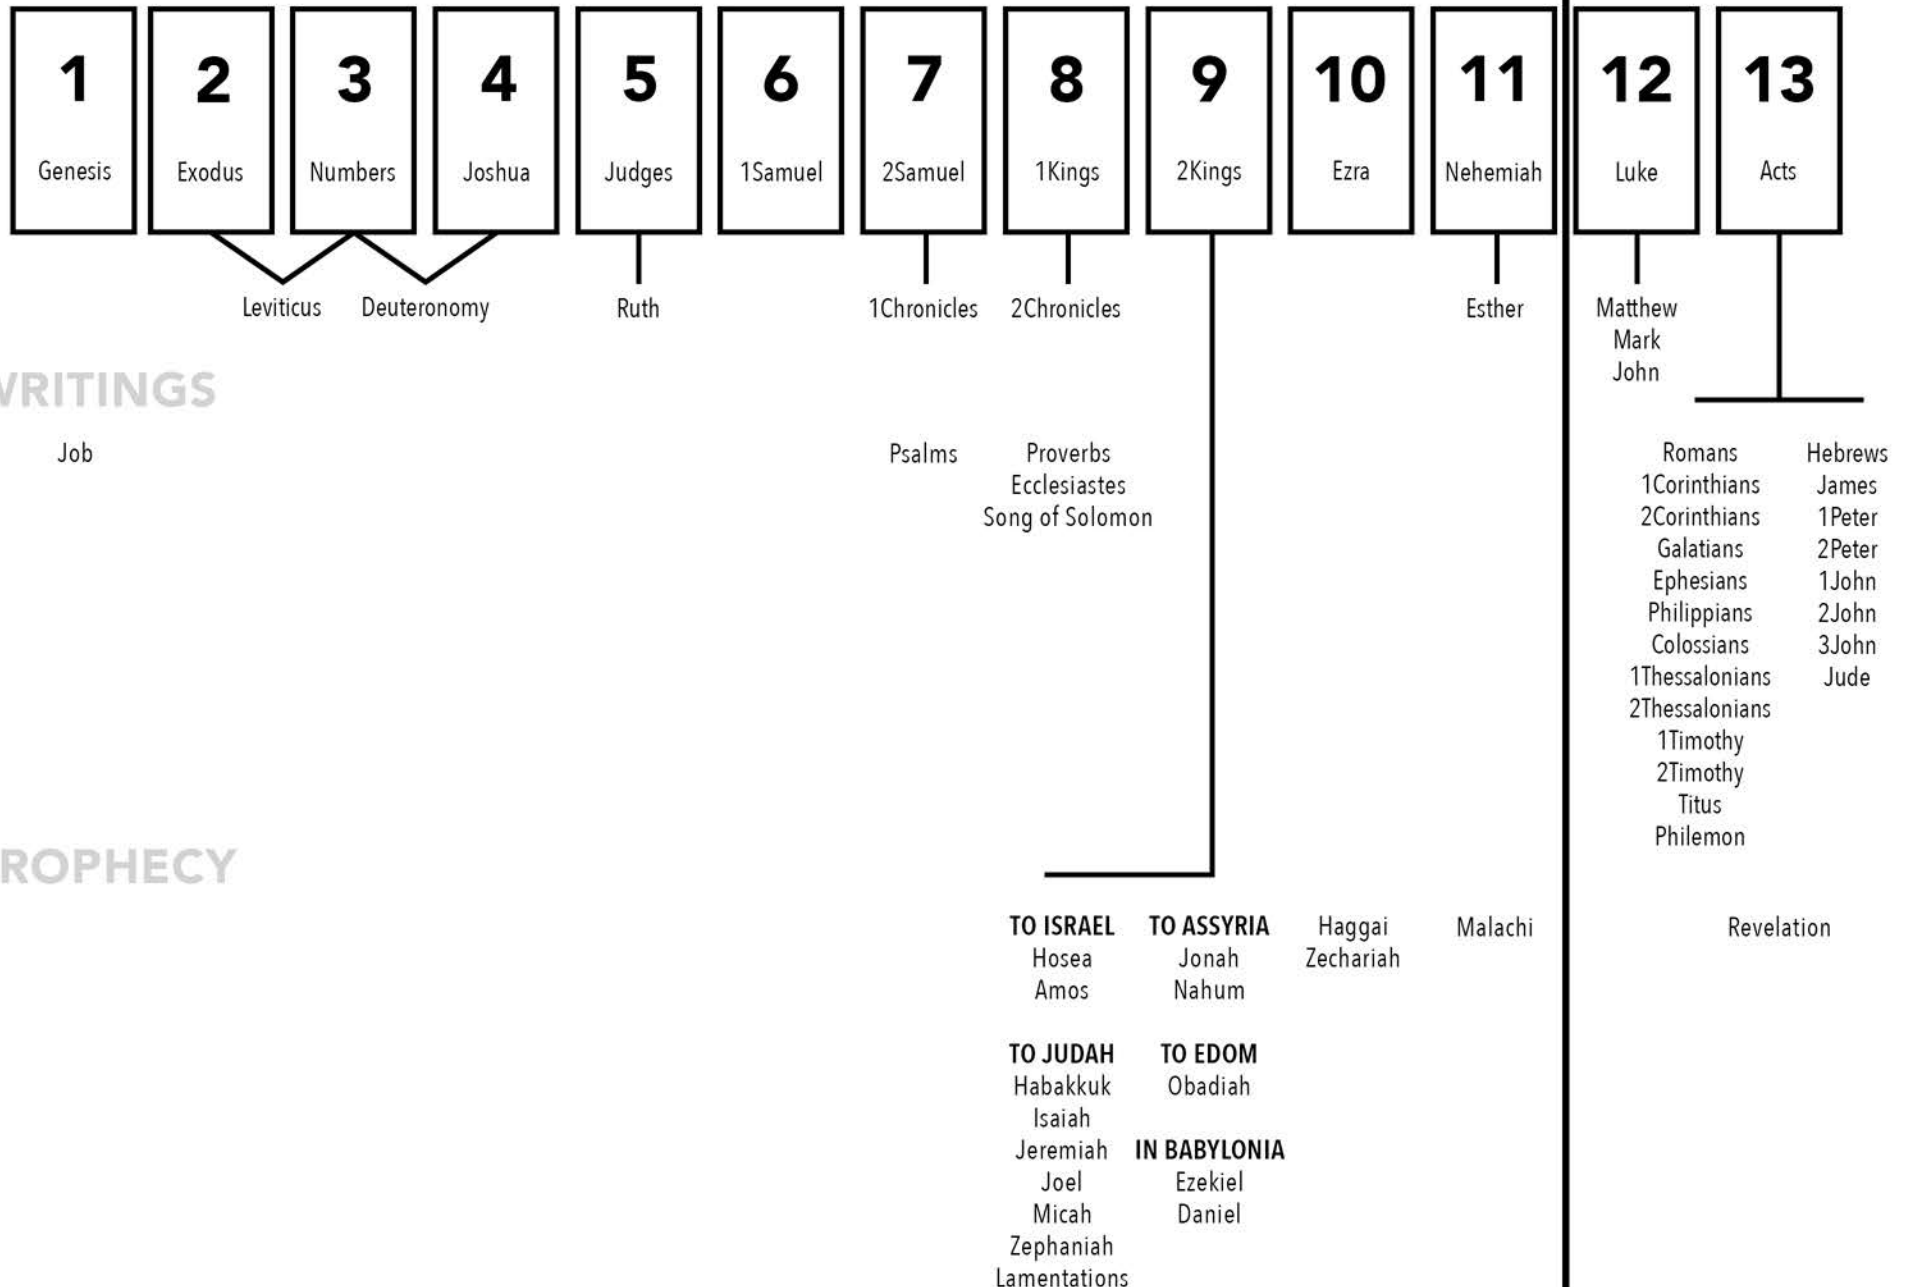 1 2 3 4 5 6 7 8 9 10 11 12 13
Genesis Exodus Numbers Joshua Judges 1Samuel 2Samuel 1Kings 2Kings Ezra Nehemiah Luke Acts
Leviticus Deuteronomy Ruth 1Chronicles 2Chronicles Esther Matthew
Mark
John
WRITINGS
Job Psalms Proverbs Romans Hebrews
Ecclesiastes 1Corinthians James
Song of Solomon 2Corinthians 1Peter
Galatians 2Peter
Ephesians 1John
Philippians 2John
Colossians 3John
1Thessalonians Jude
2Thessalonians
1Timothy
2Timothy
Titus
Philemon
ROPHECY
TO ISRAEL TO ASSYRIA Haggai Malachi Revelation
Hosea Jonah Zechariah
Amos Nahum
TO JUDAH TO EDOM
Habakkuk Obadiah
Isaiah
Jeremiah IN BABYLONIA
Joel Ezekiel
Micah Daniel
Zephaniah
Lamentations